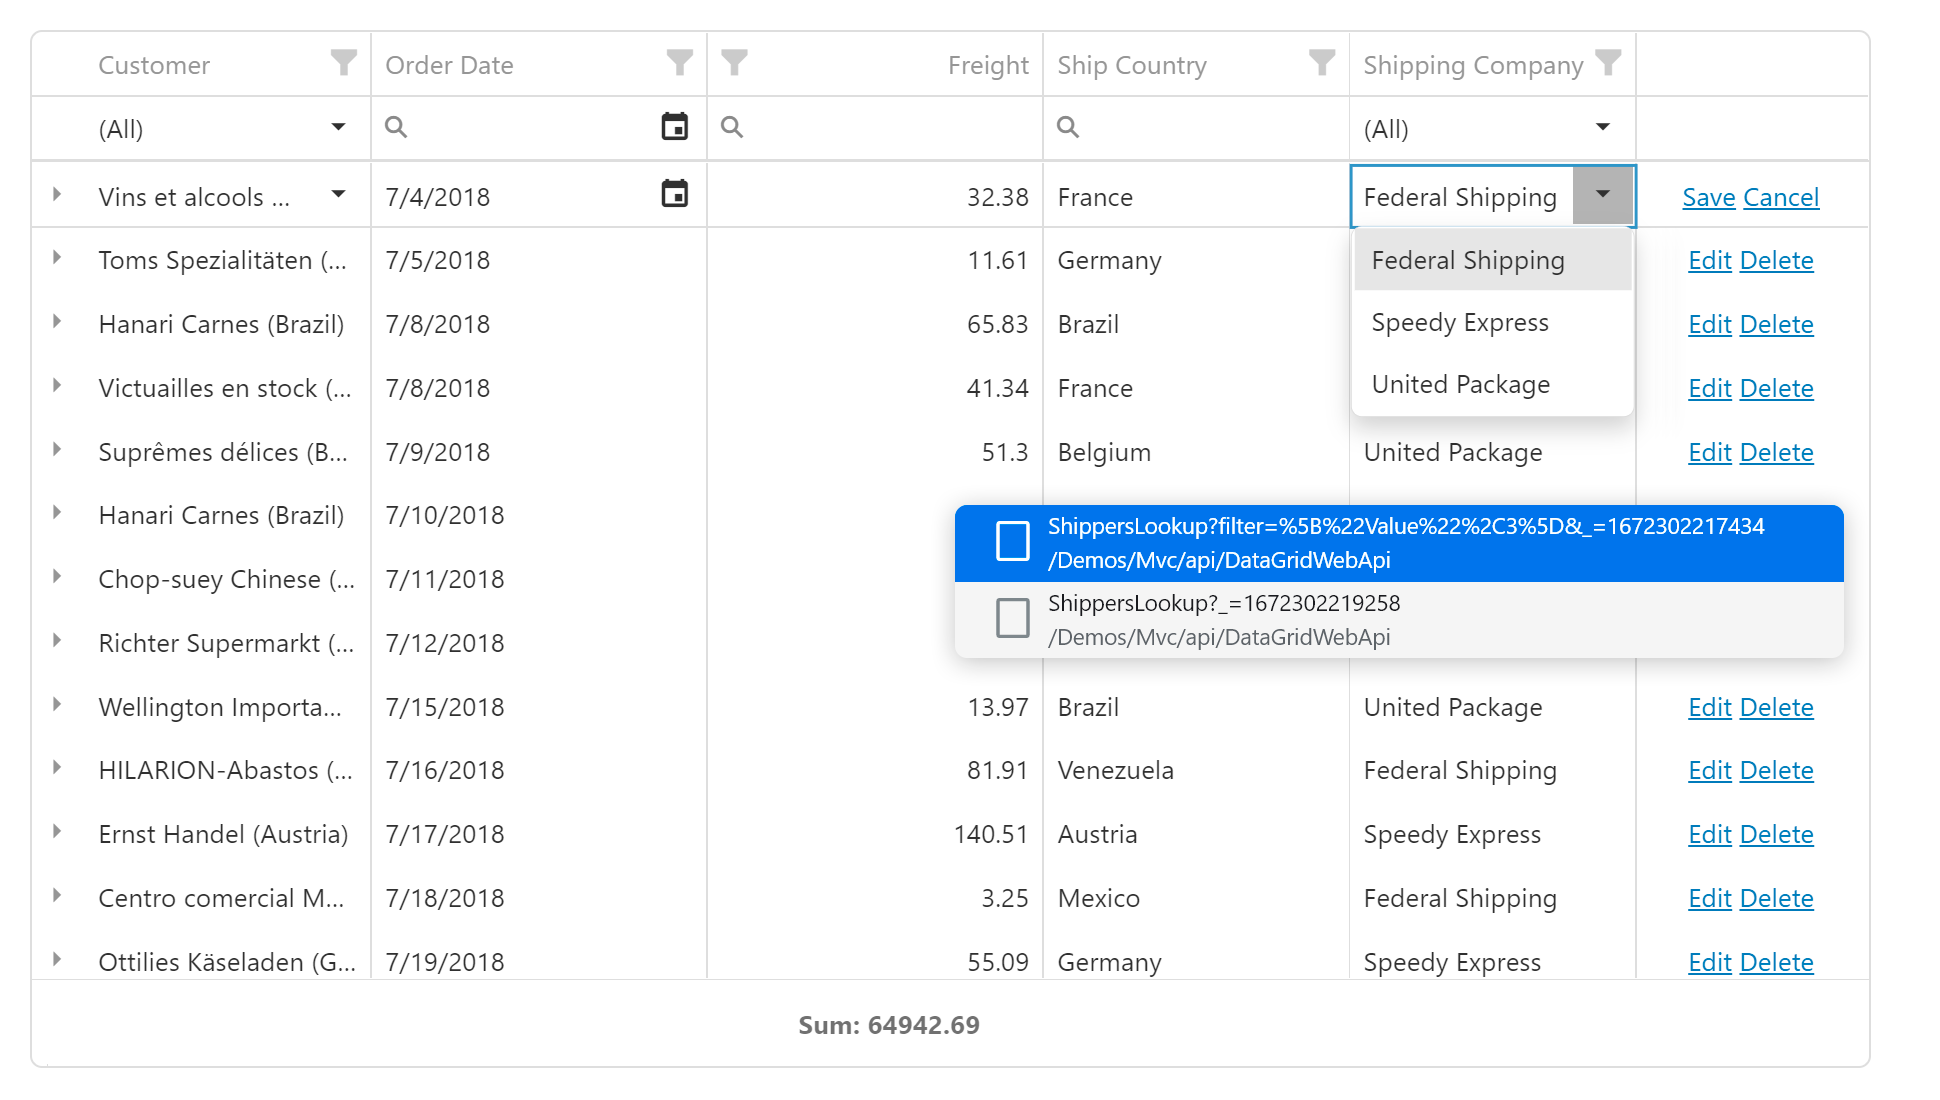 Customer Order Date Freight Ship Country Shipping Company
(All) (All)
Vins et alcools ... 7/4/2018 32.38 France Federal Shipping Save Cancel
Toms Spezialitäten (... 7/5/2018 11.61 Germany Federal Shipping Edit Delete
Hanari Carnes (Brazil) 7/8/2018 65.83 Brazil Speedy Express Edit Delete
Victuailles en stock (... 7/8/2018 41.34 France United Package Edit Delete
Suprêmes délices (B... 7/9/2018 51.3 Belgium United Package Edit Delete
Hanari Carnes (Brazil) 7/10/2018
ShippersLookup?filter=%5B%22Value%22%2C3%5D&_=1672302217434
/Demos/Mvc/api/DataGridWebApi
Chop-suey Chinese (... 7/11/2018
ShippersLookup?_=1672302219258
/Demos/Mvc/api/DataGridWebApi
Richter Supermarkt (... 7/12/2018
Wellington Importa... 7/15/2018 13.97 Brazil United Package Edit Delete
HILARION-Abastos (... 7/16/2018 81.91 Venezuela Federal Shipping Edit Delete
Ernst Handel (Austria) 7/17/2018 140.51 Austria Speedy Express Edit Delete
Centro comercial M... 7/18/2018 3.25 Mexico Federal Shipping Edit Delete
Ottilies Käseladen (G... 7/19/2018 55.09 Germany Speedy Express Edit Delete
Sum: 64942.69